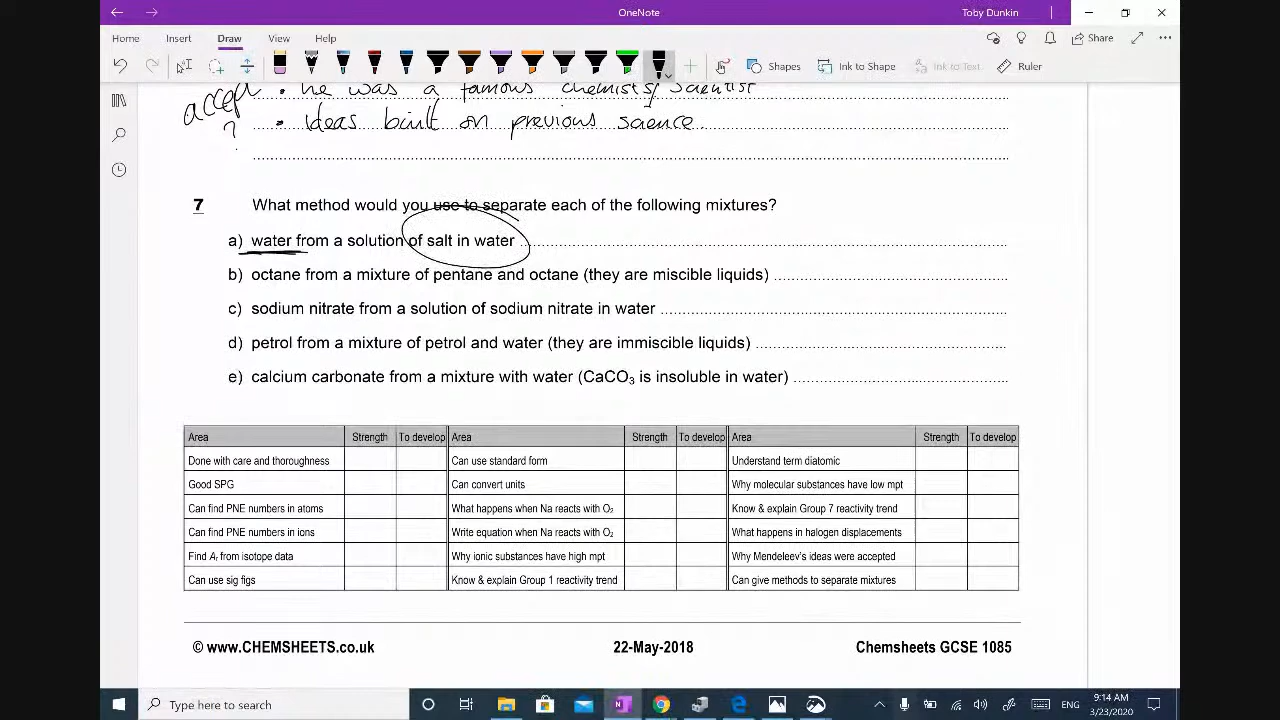 OneNote
Toby Dunkin
Home Insert Draw View Help
Share
Shapes Ink to Shape Ink to Text Ruler
accept • he was a famous chemists/ scientist
? • Ideas built on previous science.
7 What method would you use to separate each of the following mixtures?
a) water from a solution of salt in water
b) octane from a mixture of pentane and octane (they are miscible liquids)
c) sodium nitrate from a solution of sodium nitrate in water
d) petrol from a mixture of petrol and water (they are immiscible liquids)
e) calcium carbonate from a mixture with water (CaCO₃ is insoluble in water)
Area Strength To develop Area Strength To develop Area Strength To develop
Done with care and thoroughness Can use standard form Understand term diatomic
Good SPG Can convert units Why molecular substances have low mpt
Can find PNE numbers in atoms What happens when Na reacts with O₂ Know & explain Group 7 reactivity trend
Can find PNE numbers in ions Write equation when Na reacts with O₂ What happens in halogen displacements
Find Aᵣ from isotope data Why ionic substances have high mpt Why Mendeleev's ideas were accepted
Can use sig figs Know & explain Group 1 reactivity trend Can give methods to separate mixtures
© www.CHEMSHEETS.co.uk 22-May-2018 Chemsheets GCSE 1085
Type here to search
ENG
9:14 AM
3/23/2020